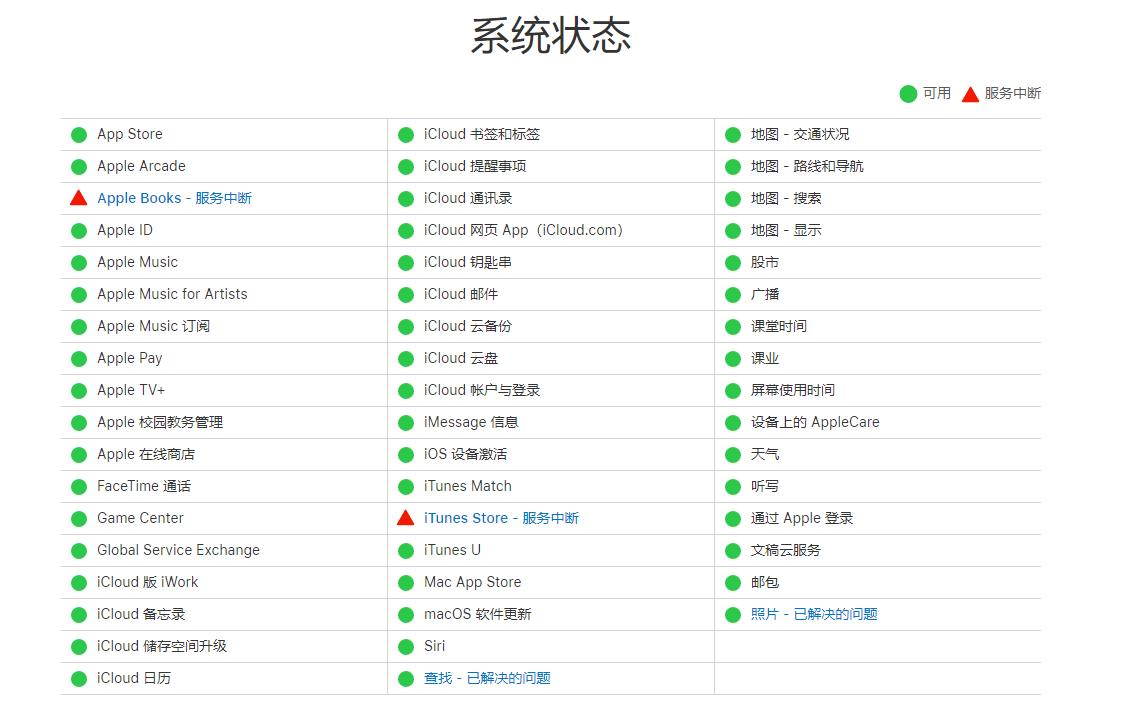 系统状态
可用 服务中断
App Store
Apple Arcade
Apple Books - 服务中断
Apple ID
Apple Music
Apple Music for Artists
Apple Music 订阅
Apple Pay
Apple TV+
Apple 校园教务管理
Apple 在线商店
FaceTime 通话
Game Center
Global Service Exchange
iCloud 版 iWork
iCloud 备忘录
iCloud 储存空间升级
iCloud 日历
iCloud 书签和标签
iCloud 提醒事项
iCloud 通讯录
iCloud 网页 App（iCloud.com）
iCloud 钥匙串
iCloud 邮件
iCloud 云备份
iCloud 云盘
iCloud 帐户与登录
iMessage 信息
iOS 设备激活
iTunes Match
iTunes Store - 服务中断
iTunes U
Mac App Store
macOS 软件更新
Siri
查找 - 已解决的问题
地图 - 交通状况
地图 - 路线和导航
地图 - 搜索
地图 - 显示
股市
广播
课堂时间
课业
屏幕使用时间
设备上的 AppleCare
天气
听写
通过 Apple 登录
文稿云服务
邮包
照片 - 已解决的问题